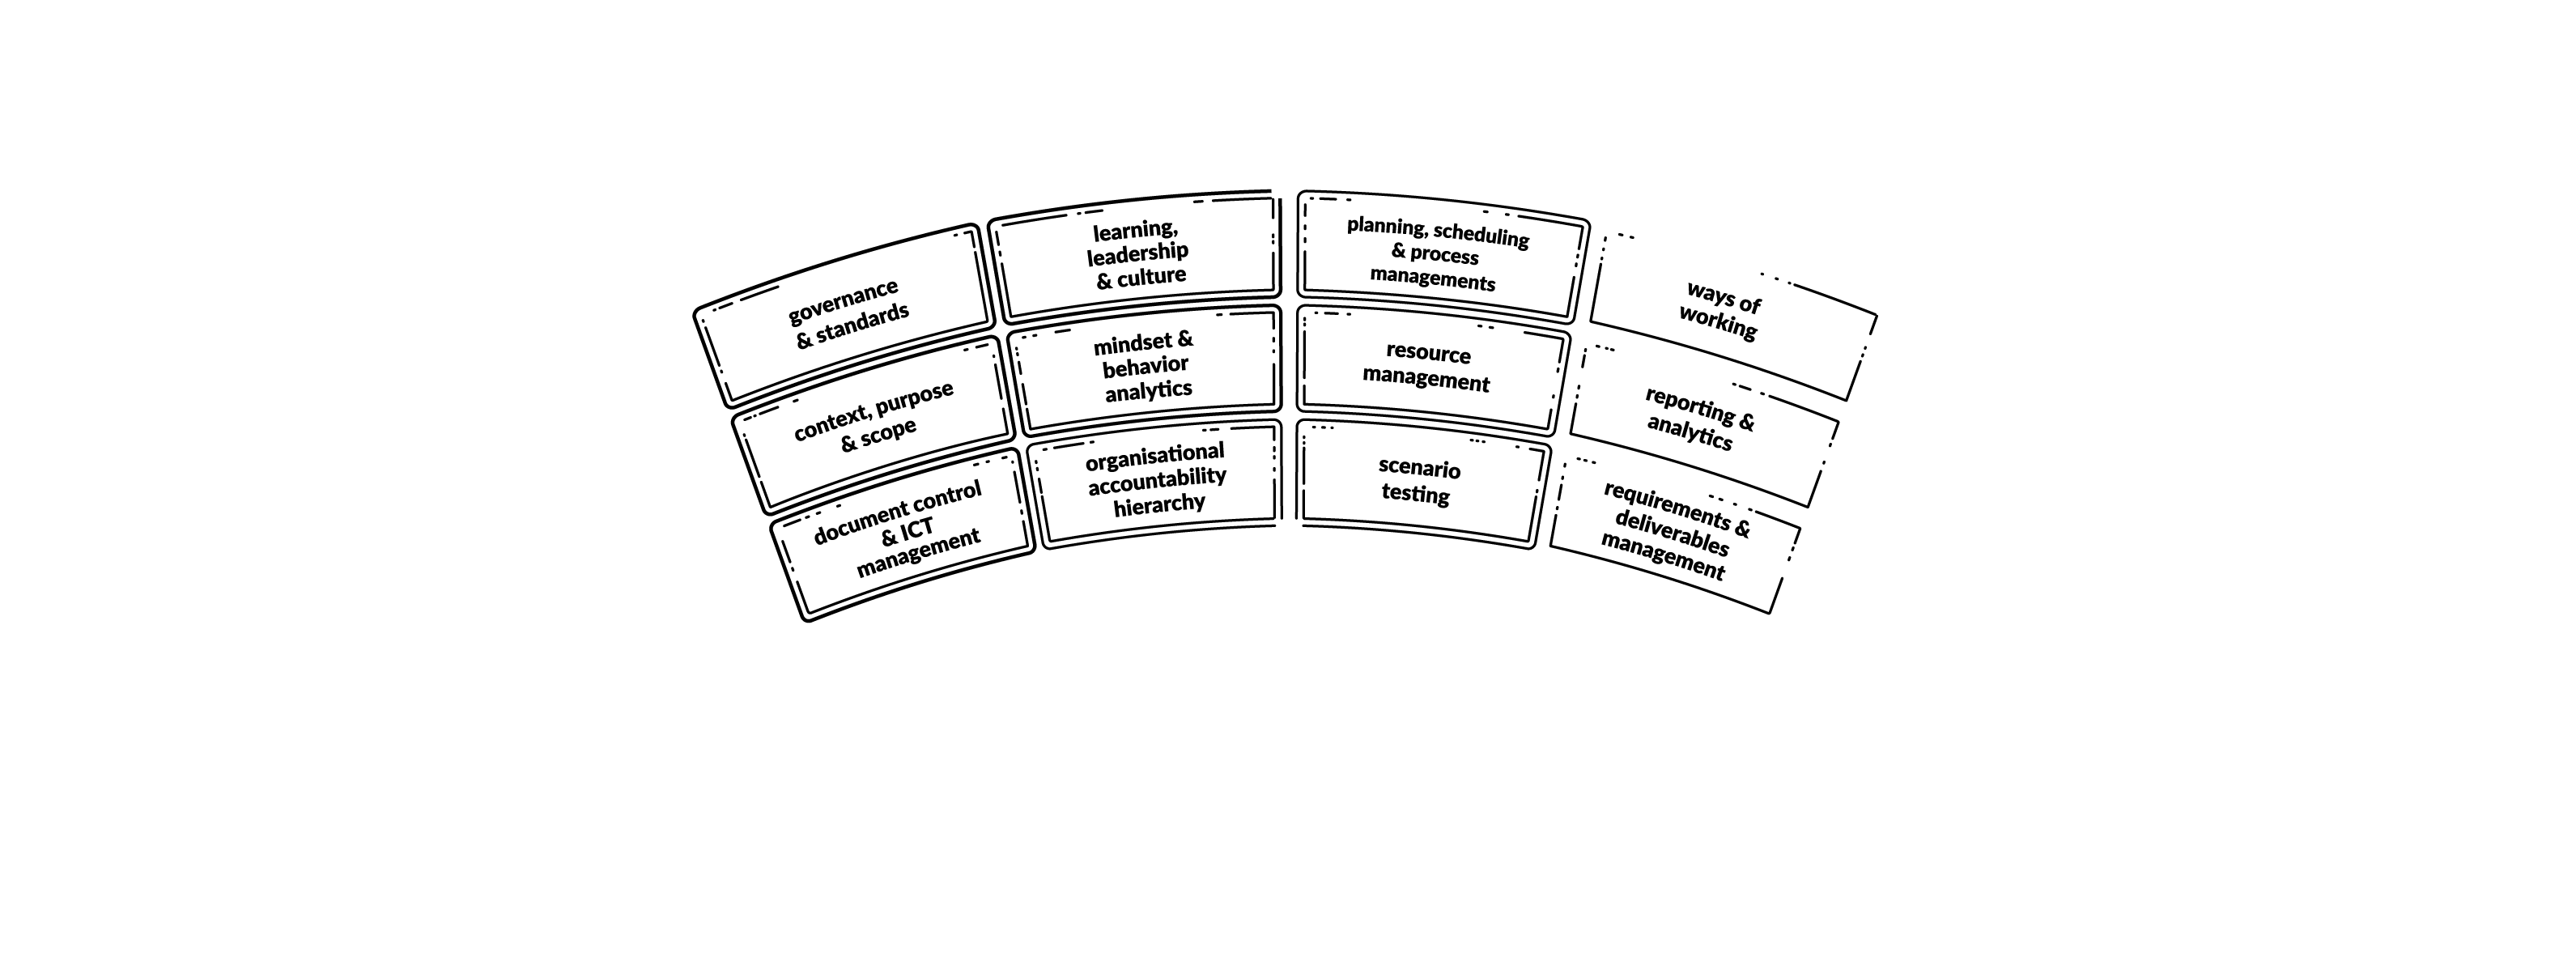 governance
& standards
learning,
leadership
& culture
planning, scheduling
& process
managements
ways of
working
context, purpose
& scope
mindset &
behavior
analytics
resource
management
reporting &
analytics
document control
& ICT
management
organisational
accountability
hierarchy
scenario
testing
requirements &
deliverables
management